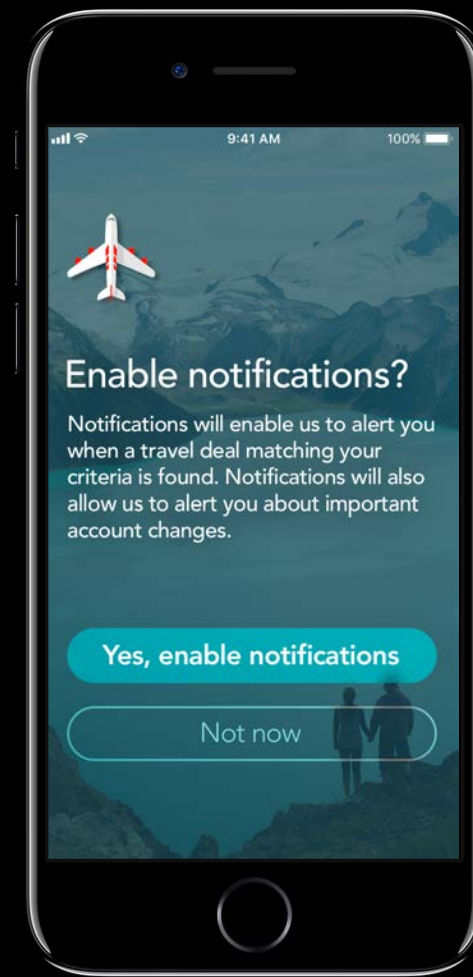 9:41 AM 100%
Enable notifications?
Notifications will enable us to alert you
when a travel deal matching your
criteria is found. Notifications will also
allow us to alert you about important
account changes.
Yes, enable notifications
Not now